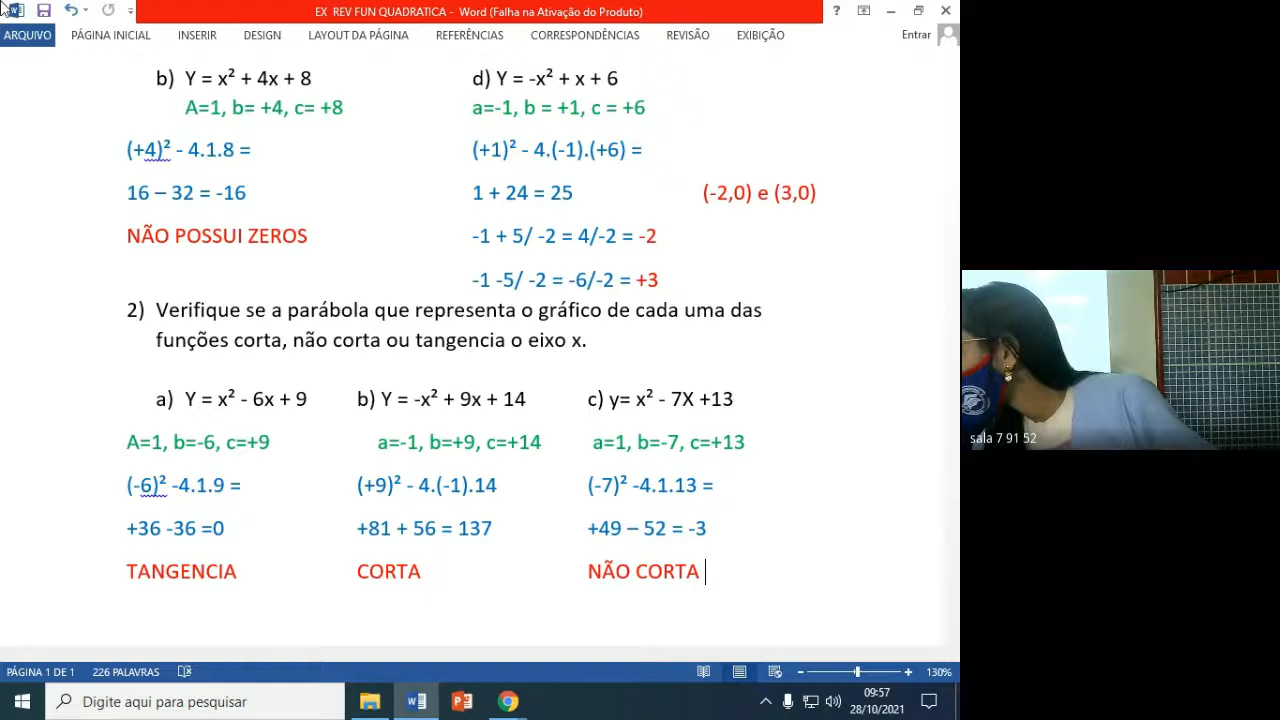 EX REV FUN QUADRATICA - Word (Falha na Ativação do Produto)
?
ARQUIVO PÁGINA INICIAL INSERIR DESIGN LAYOUT DA PÁGINA REFERÊNCIAS CORRESPONDÊNCIAS REVISÃO EXIBIÇÃO Entrar
b) Y = x² + 4x + 8 d) Y = -x² + x + 6
A=1, b= +4, c= +8 a=-1, b = +1, c = +6
(+4)² - 4.1.8 = (+1)² - 4.(-1).(+6) =
16 – 32 = -16 1 + 24 = 25 (-2,0) e (3,0)
NÃO POSSUI ZEROS -1 + 5/ -2 = 4/-2 = -2
-1 -5/ -2 = -6/-2 = +3
2) Verifique se a parábola que representa o gráfico de cada uma das
funções corta, não corta ou tangencia o eixo x.
a) Y = x² - 6x + 9 b) Y = -x² + 9x + 14 c) y= x² - 7X +13
A=1, b=-6, c=+9 a=-1, b=+9, c=+14 a=1, b=-7, c=+13
(-6)² -4.1.9 = (+9)² - 4.(-1).14 (-7)² -4.1.13 =
+36 -36 =0 +81 + 56 = 137 +49 – 52 = -3
TANGENCIA CORTA NÃO CORTA
sala 7 91 52
PÁGINA 1 DE 1 226 PALAVRAS 130%
Digite aqui para pesquisar
09:57
28/10/2021